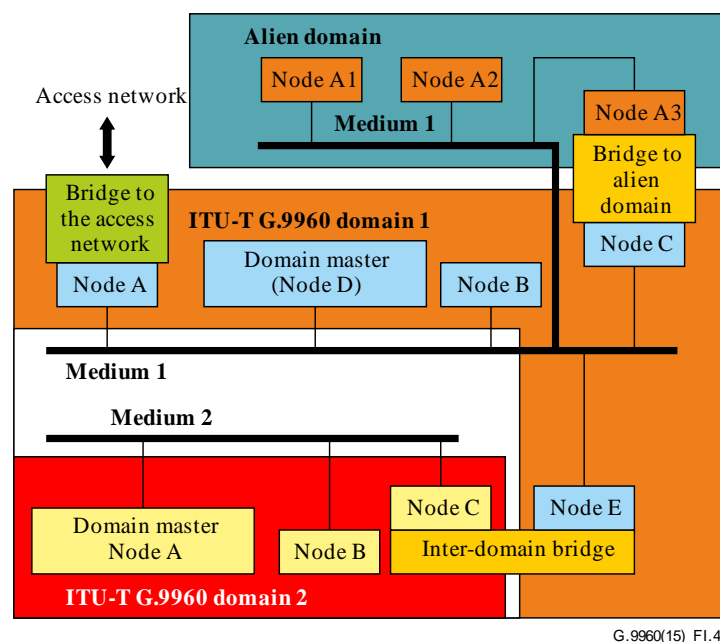 Alien domain
Node A1
Node A2
Access network
Medium 1
Node A3
Bridge to
alien
domain
Bridge to
the access
network
ITU-T G.9960 domain 1
Node C
Domain master
(Node D)
Node A
Node B
Medium 1
Medium 2
Node C
Node E
Domain master
Node A
Node B
Inter-domain bridge
ITU-T G.9960 domain 2
G.9960(15)_FI.4